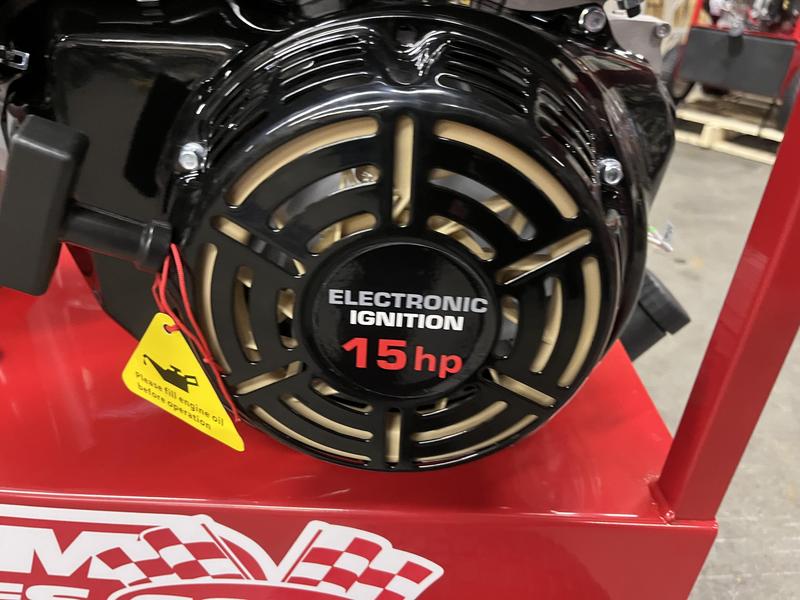 ELECTRONIC
IGNITION
15hp
Please fill engine oil
before operation